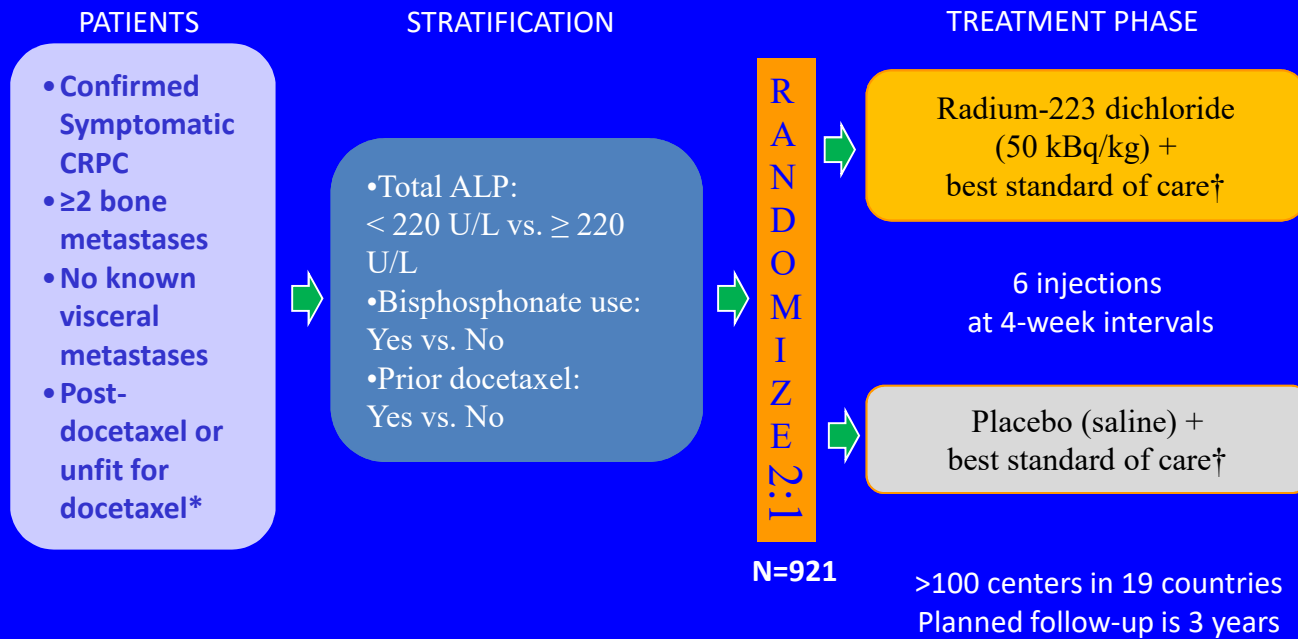 PATIENTS
• Confirmed
Symptomatic
CRPC
• ≥2 bone
metastases
• No known
visceral
metastases
• Post-
docetaxel or
unfit for
docetaxel*
STRATIFICATION
•Total ALP:
< 220 U/L vs. ≥ 220
U/L
•Bisphosphonate use:
Yes vs. No
•Prior docetaxel:
Yes vs. No
RANDOMIZE 2:1
N=921
TREATMENT PHASE
Radium-223 dichloride
(50 kBq/kg) +
best standard of care†
6 injections
at 4-week intervals
Placebo (saline) +
best standard of care†
>100 centers in 19 countries
Planned follow-up is 3 years